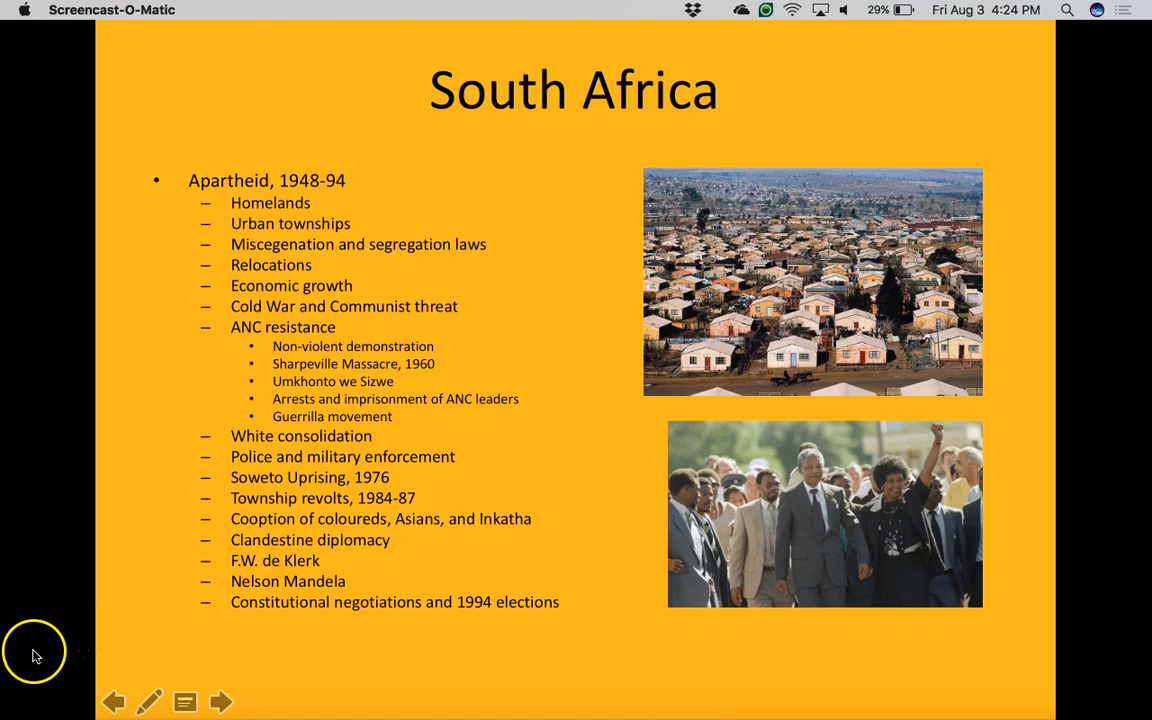 Screencast-O-Matic
29%
Fri Aug 3 4:24 PM
South Africa
• Apartheid, 1948-94
– Homelands
– Urban townships
– Miscegenation and segregation laws
– Relocations
– Economic growth
– Cold War and Communist threat
– ANC resistance
• Non-violent demonstration
• Sharpeville Massacre, 1960
• Umkhonto we Sizwe
• Arrests and imprisonment of ANC leaders
• Guerrilla movement
– White consolidation
– Police and military enforcement
– Soweto Uprising, 1976
– Township revolts, 1984-87
– Cooption of coloureds, Asians, and Inkatha
– Clandestine diplomacy
– F.W. de Klerk
– Nelson Mandela
– Constitutional negotiations and 1994 elections